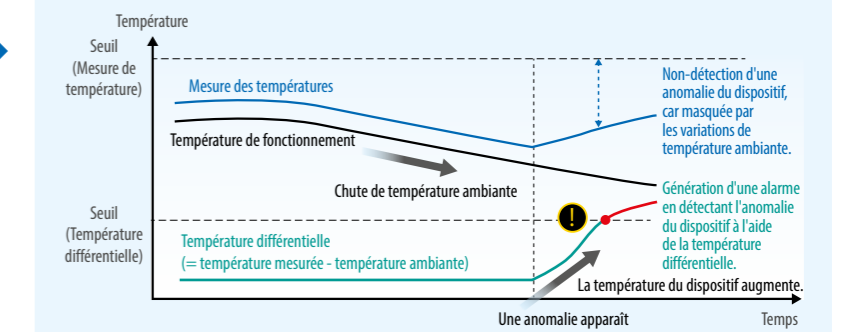 Température
Seuil
(Mesure de
température)
Mesure des températures
Non-détection d'une
anomalie du dispositif,
car masquée par
les variations de
température ambiante.
Température de fonctionnement
Chute de température ambiante
Seuil
(Température
différentielle)
!
Génération d'une alarme
en détectant l'anomalie
du dispositif à l'aide
de la température
différentielle.
Température différentielle
(= température mesurée - température ambiante)
La température du dispositif augmente.
Une anomalie apparaît
Temps